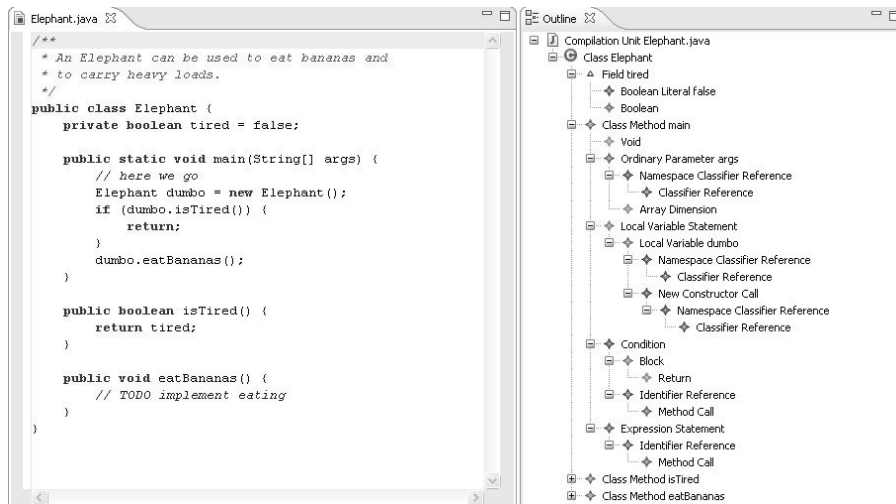 Elephant.java
/**
* An Elephant can be used to eat bananas and
* to carry heavy loads.
*/
public class Elephant {
private boolean tired = false;
public static void main(String[] args) {
// here we go
Elephant dumbo = new Elephant();
if (dumbo.isTired()) {
return;
}
dumbo.eatBananas();
}
public boolean isTired() {
return tired;
}
public void eatBananas() {
// TODO implement eating
}
}
Outline
Compilation Unit Elephant.java
Class Elephant
Field tired
Boolean Literal false
Boolean
Class Method main
Void
Ordinary Parameter args
Namespace Classifier Reference
Classifier Reference
Array Dimension
Local Variable Statement
Local Variable dumbo
Namespace Classifier Reference
Classifier Reference
New Constructor Call
Namespace Classifier Reference
Classifier Reference
Condition
Block
Return
Identifier Reference
Method Call
Expression Statement
Identifier Reference
Method Call
Class Method isTired
Class Method eatBananas